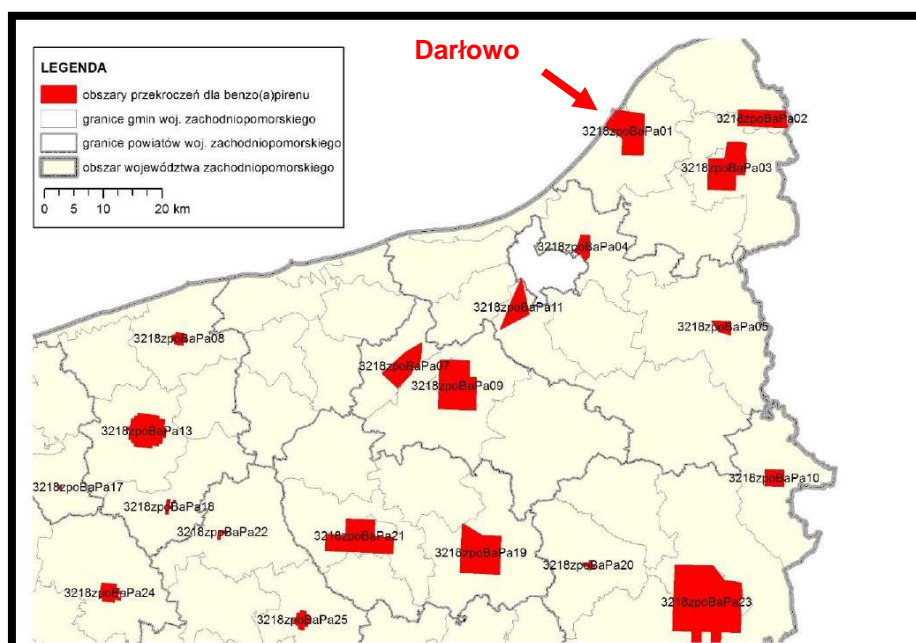 Darłowo
LEGENDA
obszary przekroczeń dla benzo(a)pirenu
granice gmin woj. zachodniopomorskiego
granice powiatów woj. zachodniopomorskiego
obszar województwa zachodniopomorskiego
0 5 10 20 km
3218zpoBaPa01
3218zpoBaPa02
3218zpoBaPa03
3218zpoBaPa04
3218zpoBaPa11
3218zpoBaPa05
3218zpoBaPa08
3218zpoBaPa07
3218zpoBaPa09
3218zpoBaPa13
3218zpoBaPa10
3218zpoBaPa17
3218zpoBaPa18
3218zpoBaPa22
3218zpoBaPa21
3218zpoBaPa19
3218zpoBaPa20
3218zpoBaPa24
3218zpoBaPa23
3218zpoBaPa25